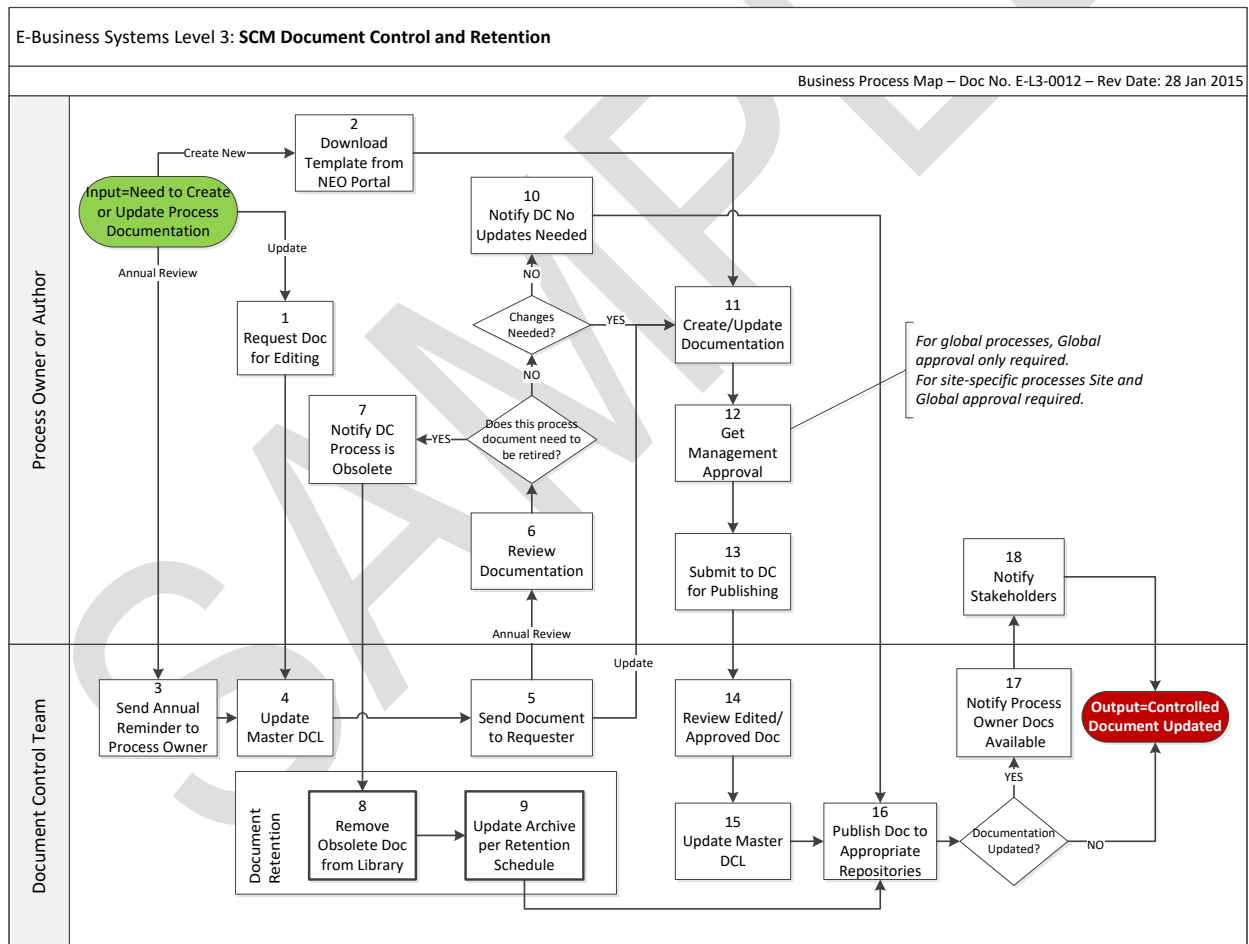 E-Business Systems Level 3: SCM Document Control and Retention
Business Process Map – Doc No. E-L3-0012 – Rev Date: 28 Jan 2015
SAMPLE
Process Owner or Author
Input=Need to Create
or Update Process
Documentation
Create New
Update
Annual Review
2
Download
Template from
NEO Portal
1
Request Doc
for Editing
10
Notify DC No
Updates Needed
NO
Changes
Needed?
YES
NO
Does this process
document need to
be retired?
YES
7
Notify DC
Process is
Obsolete
6
Review
Documentation
Annual Review
Update
11
Create/Update
Documentation
12
Get
Management
Approval
For global processes, Global
approval only required.
For site-specific processes Site and
Global approval required.
13
Submit to DC
for Publishing
18
Notify
Stakeholders
Document Control Team
3
Send Annual
Reminder to
Process Owner
4
Update
Master DCL
5
Send Document
to Requester
14
Review Edited/
Approved Doc
17
Notify Process
Owner Docs
Available
Output=Controlled
Document Updated
Document
Retention
8
Remove
Obsolete Doc
from Library
9
Update Archive
per Retention
Schedule
15
Update Master
DCL
16
Publish Doc to
Appropriate
Repositories
YES
Documentation
Updated?
NO